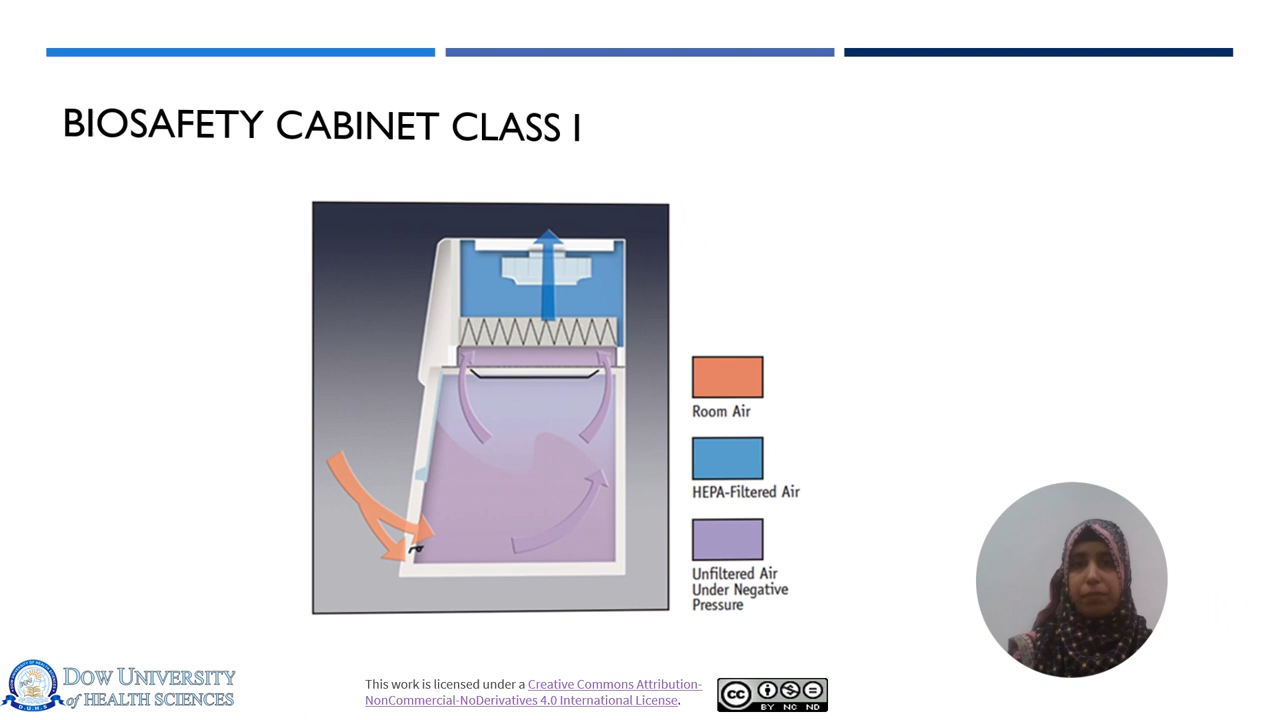 BIOSAFETY CABINET CLASS I
Room Air
HEPA-Filtered Air
Unfiltered Air
Under Negative
Pressure
DOW UNIVERSITY
of HEALTH SCIENCES
D.U.H.S
This work is licensed under a Creative Commons Attribution-
NonCommercial-NoDerivatives 4.0 International License.
cc
BY NC ND